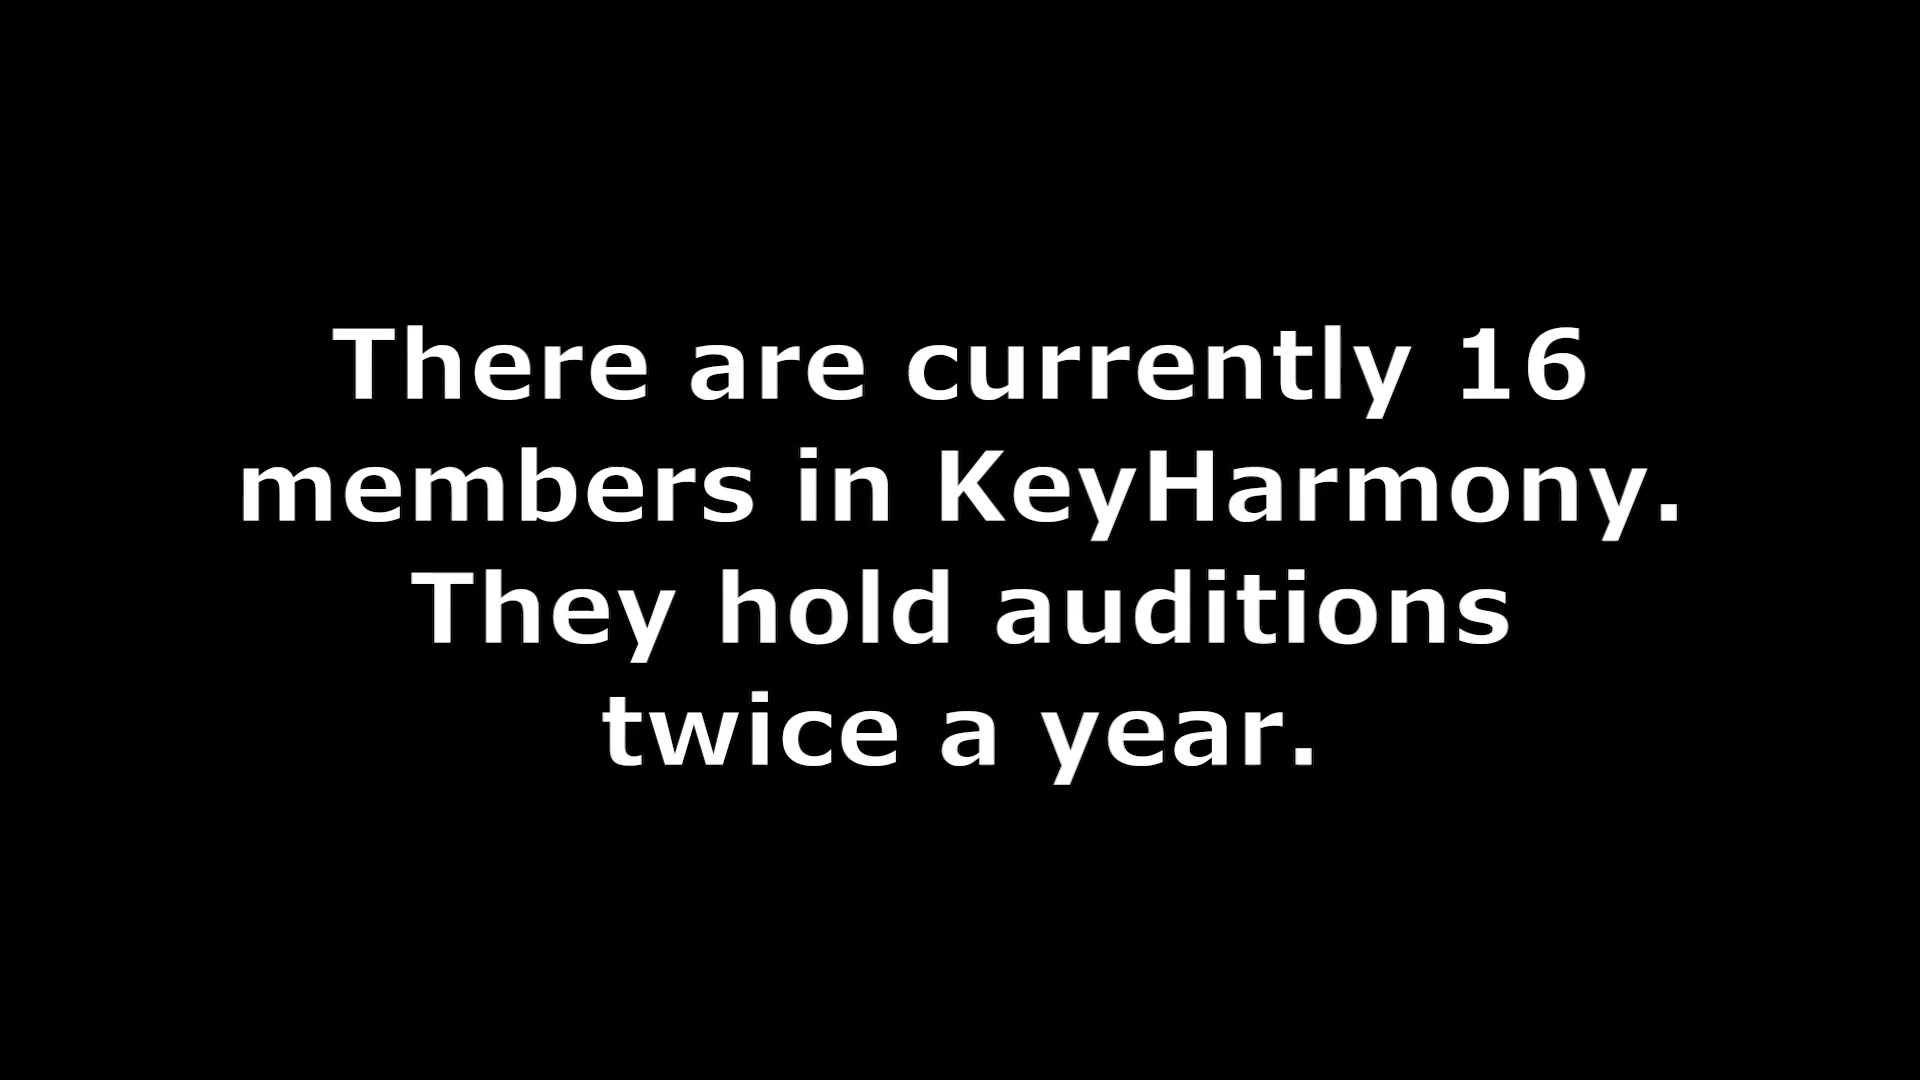 There are currently 16
members in KeyHarmony.
They hold auditions
twice a year.